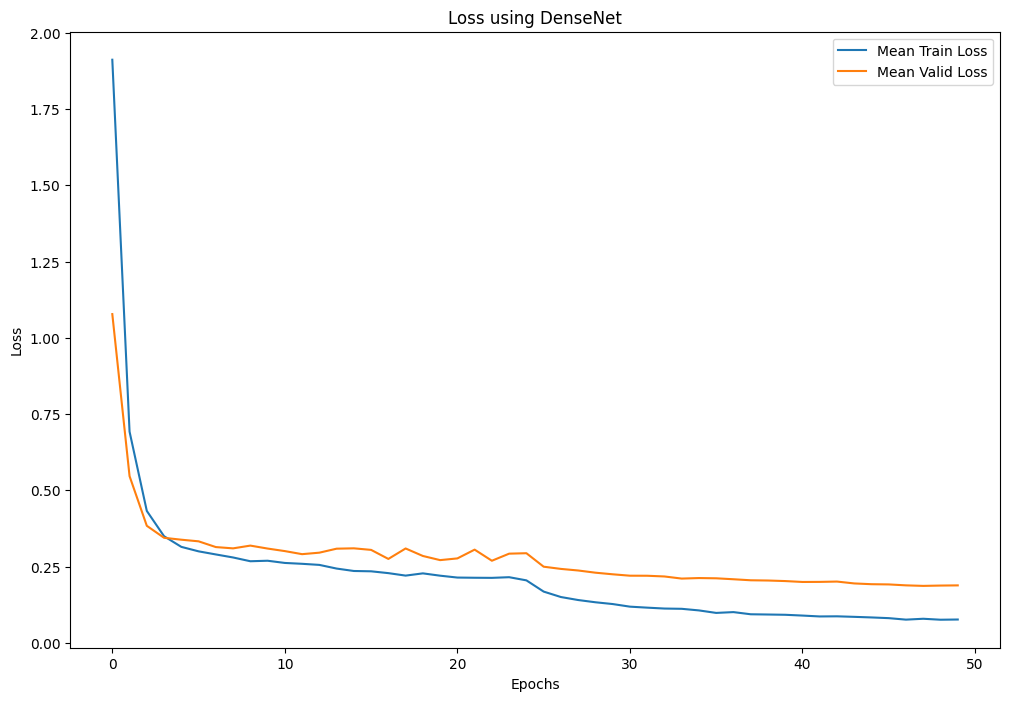 Loss using DenseNet
Mean Train Loss
Mean Valid Loss
2.00
1.75
1.50
1.25
1.00
0.75
0.50
0.25
0.00
Loss
0 10 20 30 40 50
Epochs